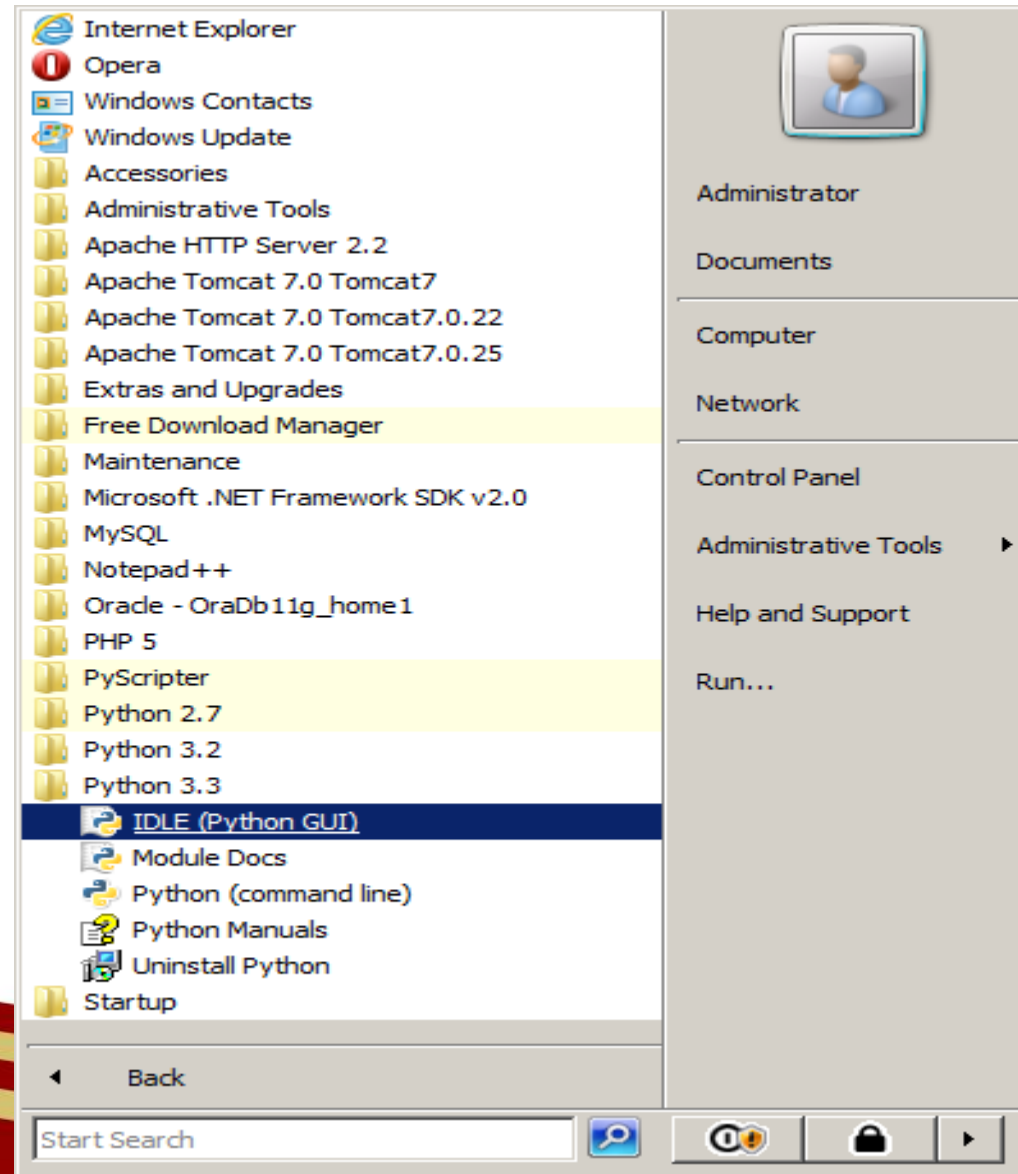 Internet Explorer
Opera
Windows Contacts
Windows Update
Accessories
Administrative Tools
Apache HTTP Server 2.2
Apache Tomcat 7.0 Tomcat7
Apache Tomcat 7.0 Tomcat7.0.22
Apache Tomcat 7.0 Tomcat7.0.25
Extras and Upgrades
Free Download Manager
Maintenance
Microsoft .NET Framework SDK v2.0
MySQL
Notepad++
Oracle - OraDb11g_home1
PHP 5
PyScripter
Python 2.7
Python 3.2
Python 3.3
IDLE (Python GUI)
Module Docs
Python (command line)
Python Manuals
Uninstall Python
Startup
Back
Start Search
Administrator
Documents
Computer
Network
Control Panel
Administrative Tools
Help and Support
Run...